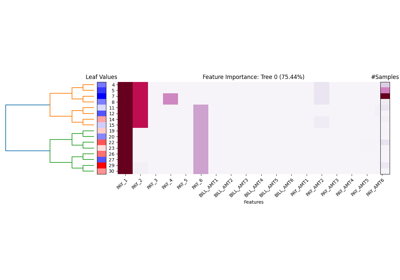 Leaf Values
Feature Importance: Tree 0 (75.44%)
#Samples
4
5
7
8
11
12
14
15
19
20
22
23
26
27
29
30
PAY_1
PAY_2
PAY_3
PAY_4
PAY_5
PAY_6
BILL_AMT1
BILL_AMT2
BILL_AMT3
BILL_AMT4
BILL_AMT5
BILL_AMT6
PAY_AMT1
PAY_AMT2
PAY_AMT3
PAY_AMT4
PAY_AMT5
PAY_AMT6
Features